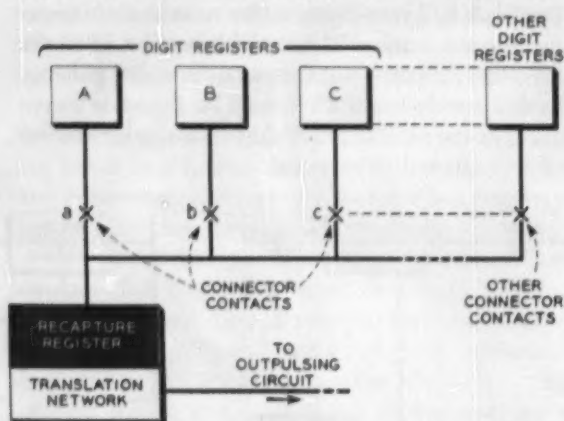 DIGIT REGISTERS
OTHER
DIGIT
REGISTERS
A
B
C
a
b
c
CONNECTOR
CONTACTS
OTHER
CONNECTOR
CONTACTS
RECAPTURE
REGISTER
TRANSLATION
NETWORK
TO
OUTPULSING
CIRCUIT